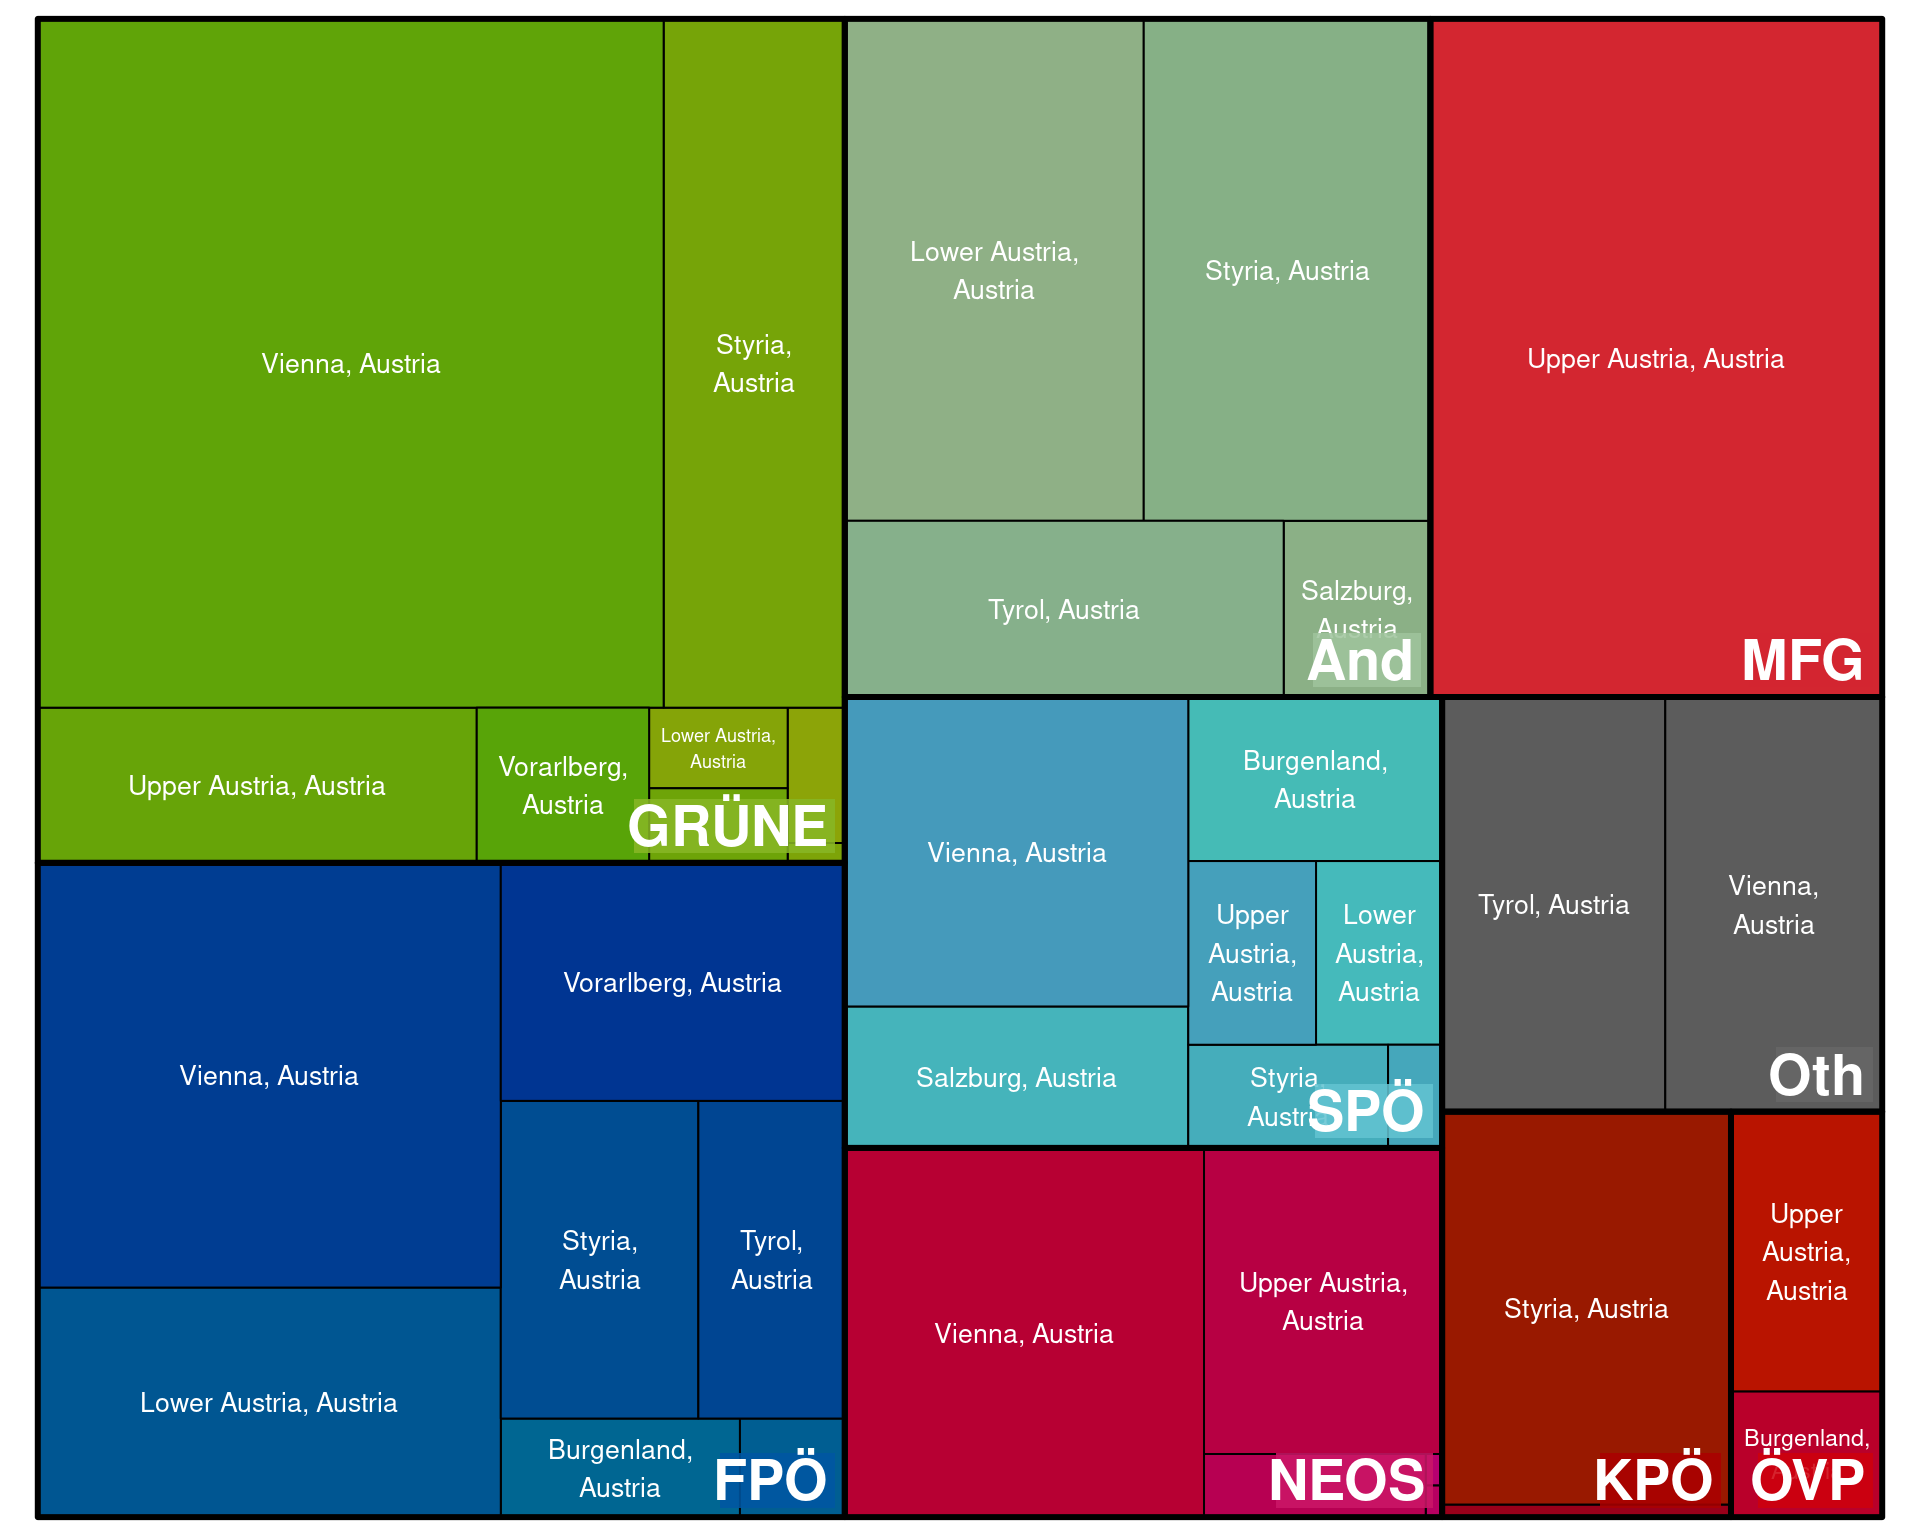 Vienna, Austria
Styria,
Austria
Upper Austria, Austria
Vorarlberg,
Austria
Lower Austria,
Austria
GRÜNE
Lower Austria,
Austria
Styria, Austria
Tyrol, Austria
Salzburg,
Austria
And
Upper Austria, Austria
MFG
Vienna, Austria
Vorarlberg, Austria
Styria,
Austria
Tyrol,
Austria
Lower Austria, Austria
Burgenland,
Austria
FPÖ
Vienna, Austria
Burgenland,
Austria
Upper
Austria,
Austria
Lower
Austria,
Austria
Salzburg, Austria
Styria,
Austria
SPÖ
Tyrol, Austria
Vienna,
Austria
Oth
Vienna, Austria
Upper Austria,
Austria
NEOS
Styria, Austria
KPÖ
Upper
Austria,
Austria
Burgenland,
ÖVP